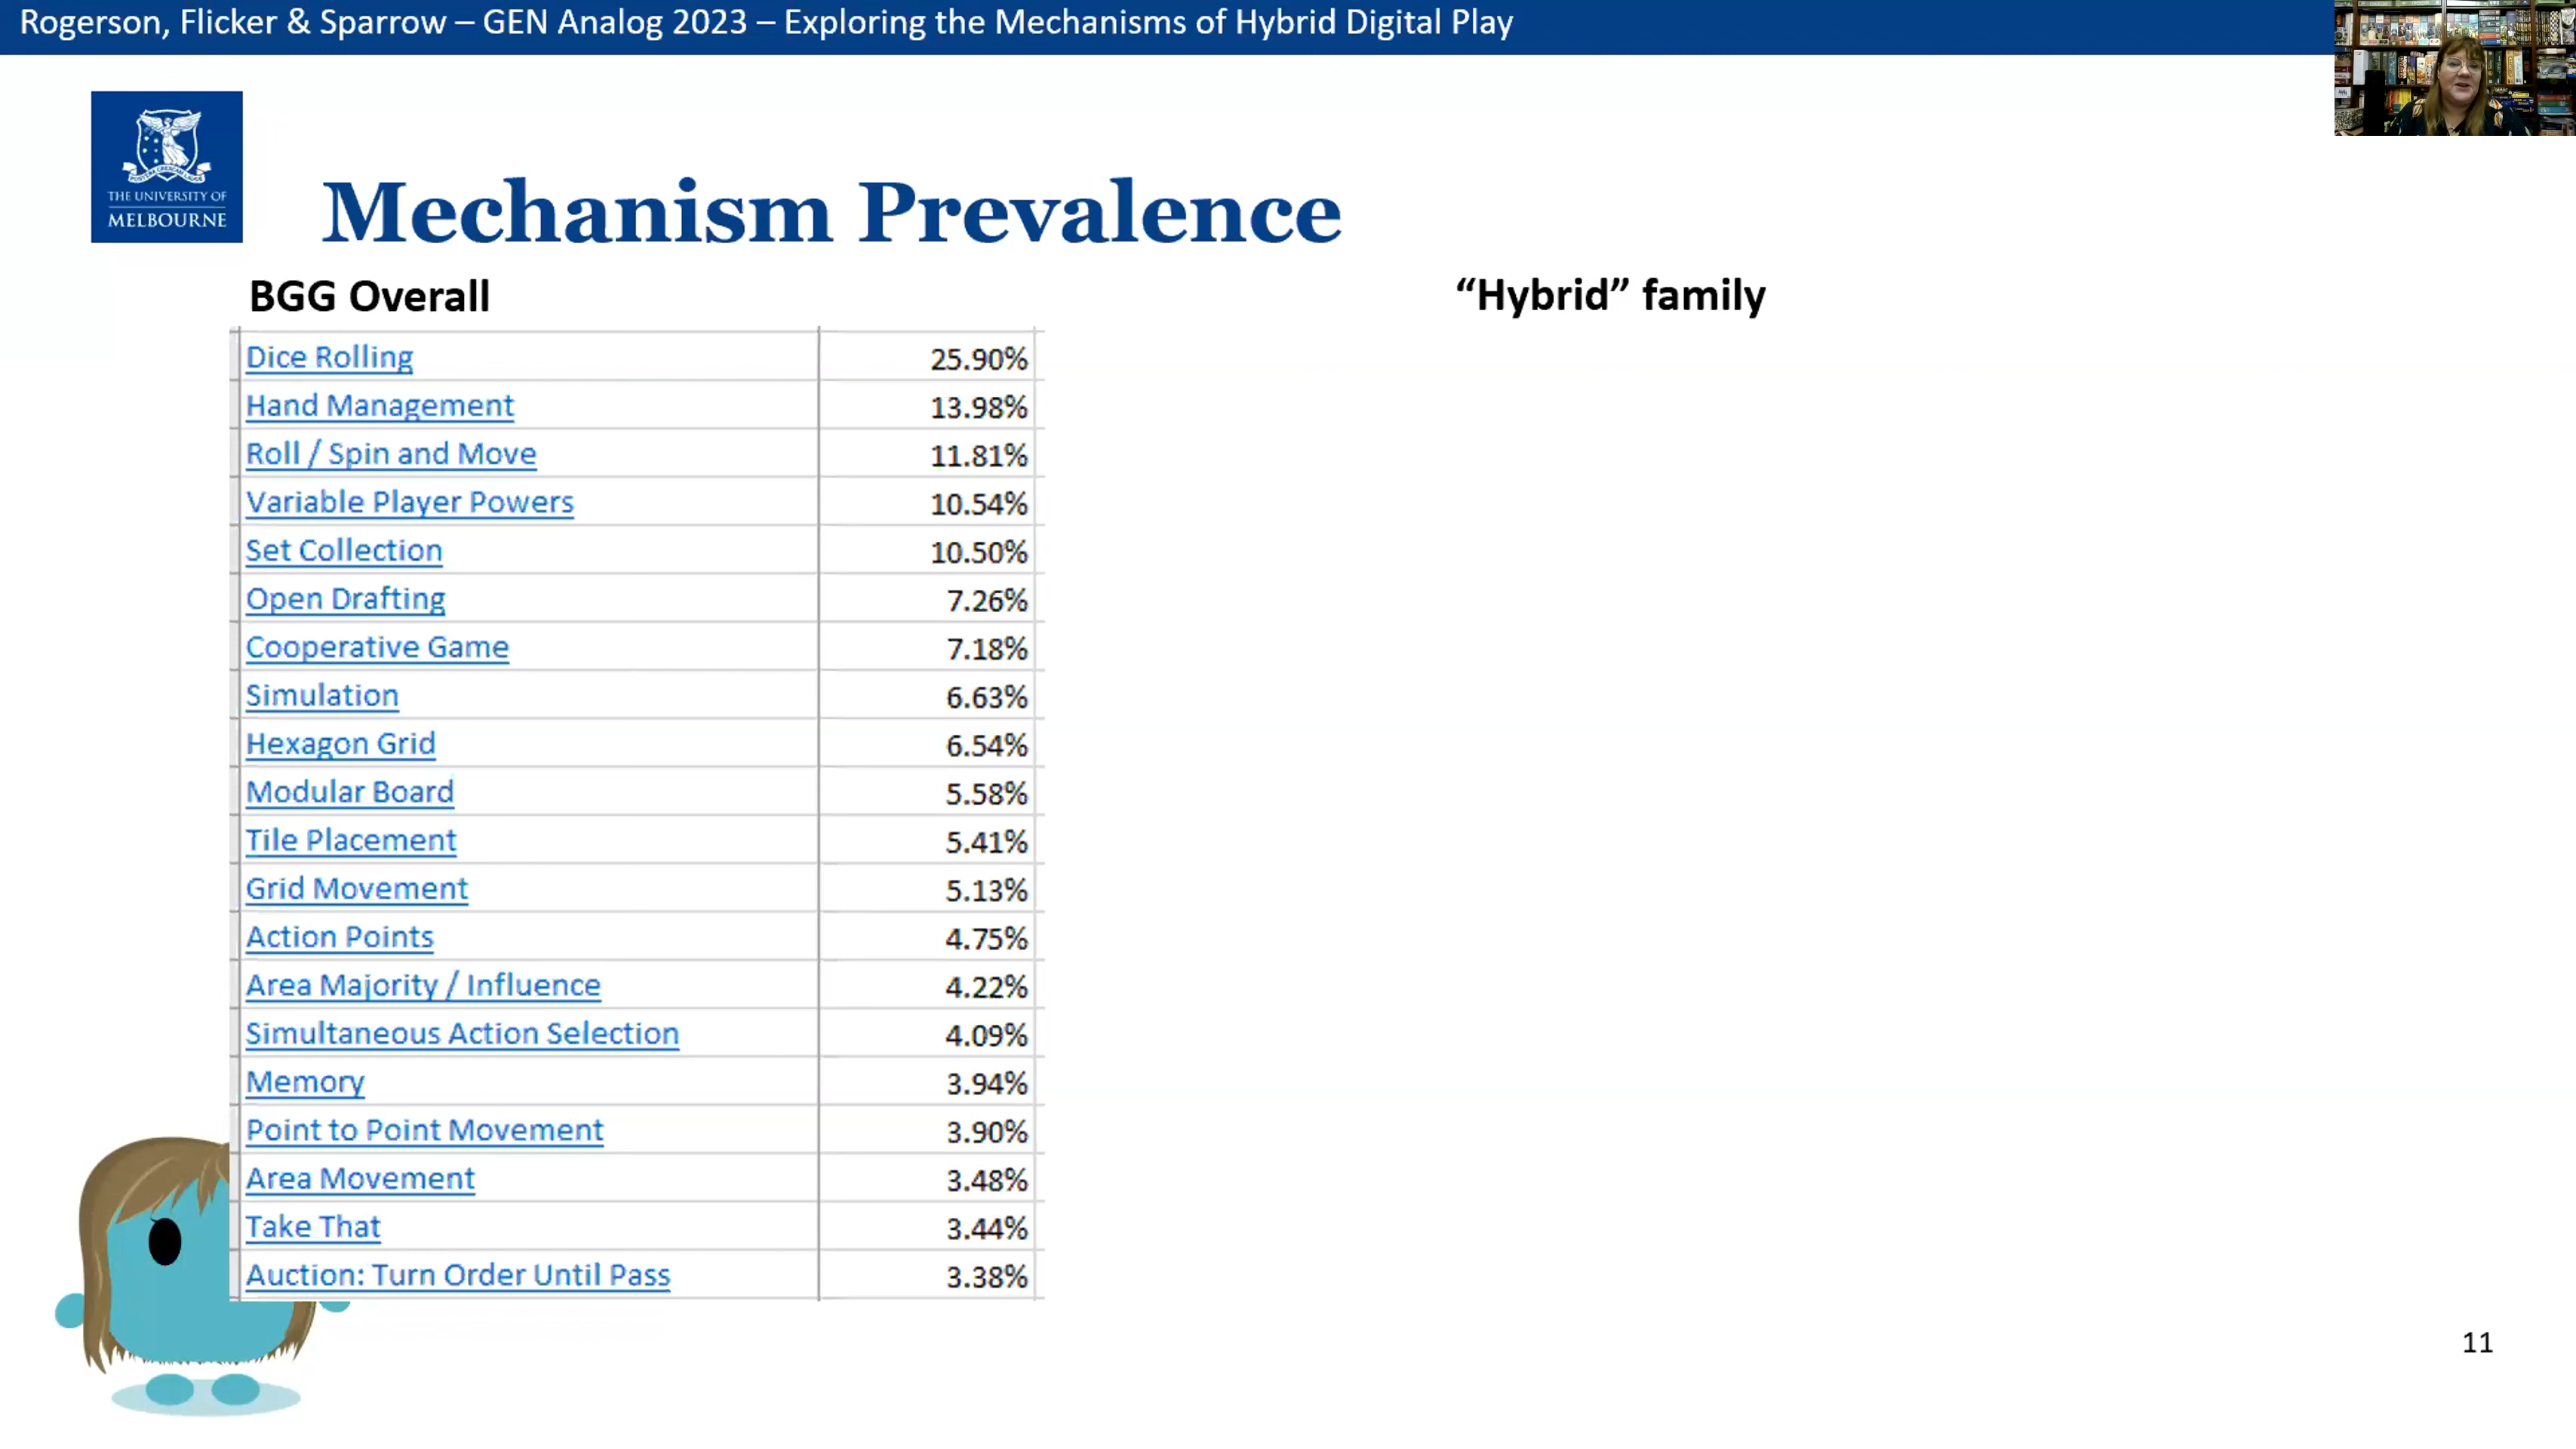 Rogerson, Flicker & Sparrow – GEN Analog 2023 – Exploring the Mechanisms of Hybrid Digital Play
THE UNIVERSITY OF
MELBOURNE
Mechanism Prevalence
BGG Overall
Dice Rolling 25.90%
Hand Management 13.98%
Roll / Spin and Move 11.81%
Variable Player Powers 10.54%
Set Collection 10.50%
Open Drafting 7.26%
Cooperative Game 7.18%
Simulation 6.63%
Hexagon Grid 6.54%
Modular Board 5.58%
Tile Placement 5.41%
Grid Movement 5.13%
Action Points 4.75%
Area Majority / Influence 4.22%
Simultaneous Action Selection 4.09%
Memory 3.94%
Point to Point Movement 3.90%
Area Movement 3.48%
Take That 3.44%
Auction: Turn Order Until Pass 3.38%
“Hybrid” family
11